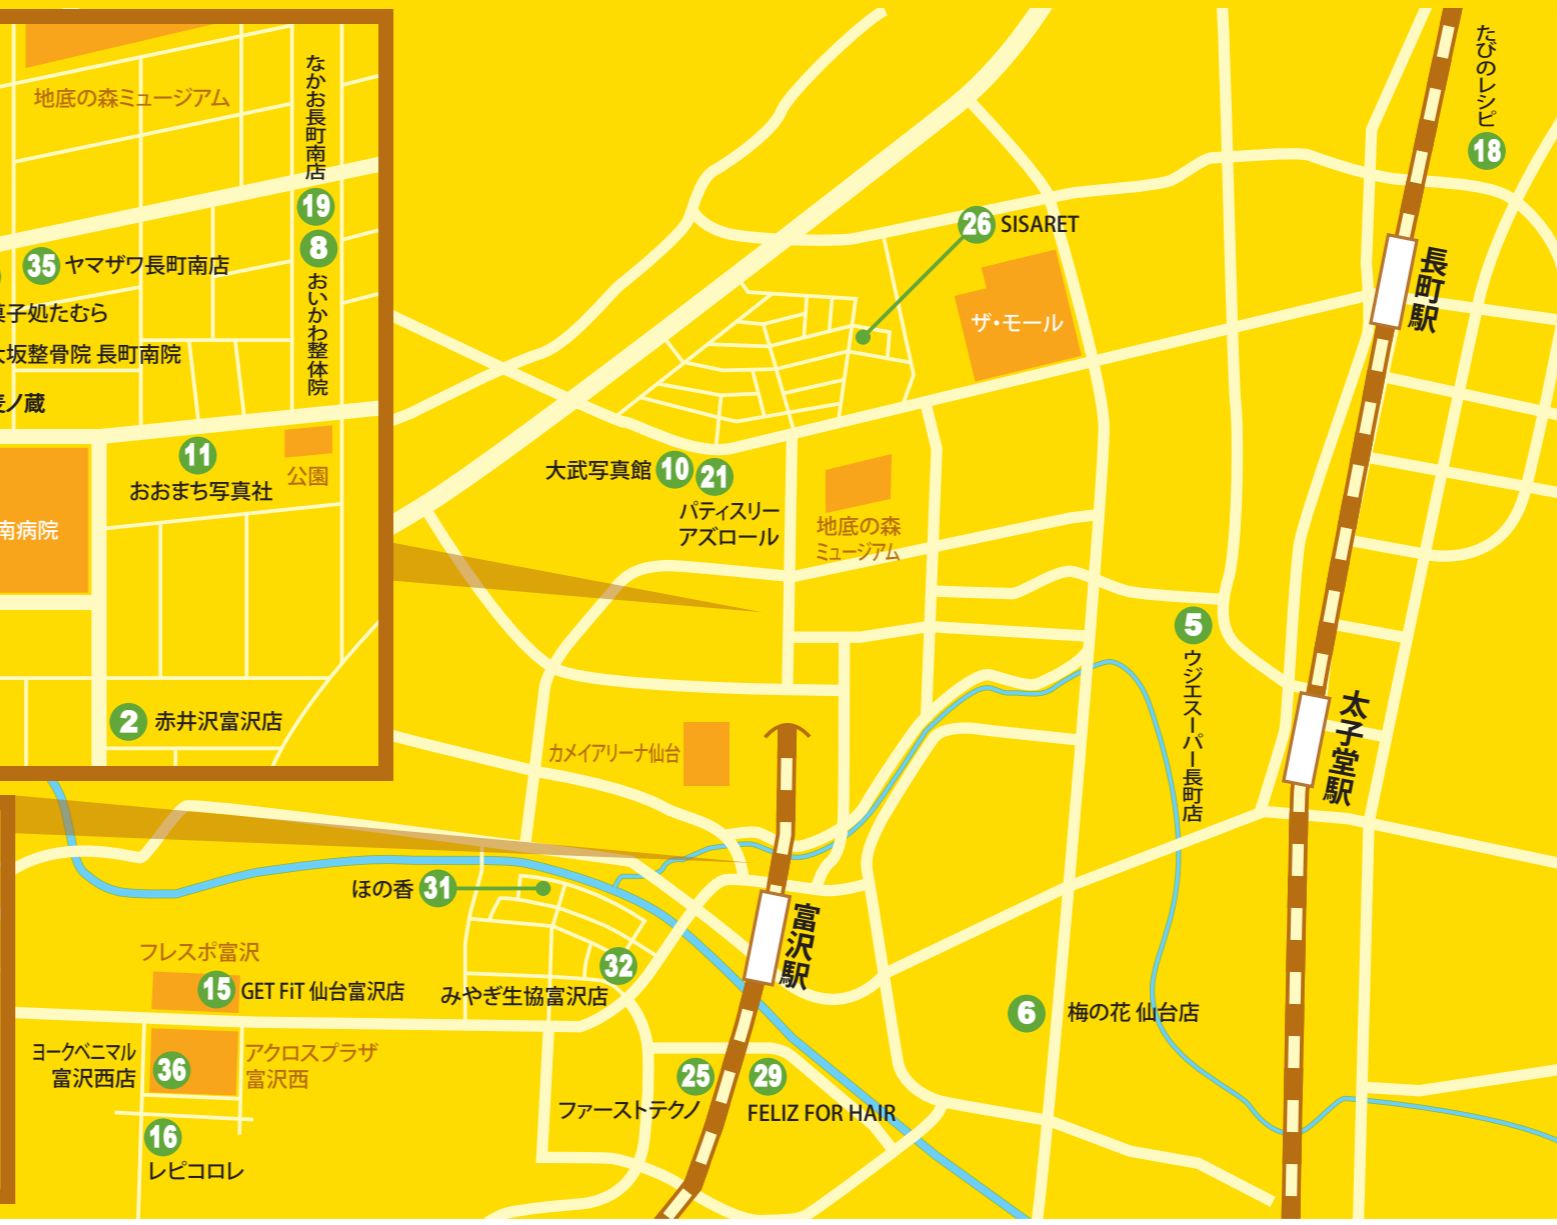 地底の森ミュージアム
なかお長町南店
19
8
おいかわ整体院
35
ヤマザワ長町南店
子処たむら
坂整骨院 長町南院
ノ蔵
11
おおまち写真社
公園
南病院
2
赤井沢富沢店
たびのレシピ
18
26
SISARET
ザ・モール
長町駅
大武写真館
10
21
パティスリー
アズロール
地底の森
ミュージアム
5
ウジエスーパー長町店
太子堂駅
カメイアリーナ仙台
ほの香
31
富沢駅
フレスポ富沢
15
GET FiT 仙台富沢店
32
みやぎ生協富沢店
6
梅の花 仙台店
ヨークベニマル
富沢西店
36
アクロスプラザ
富沢西
25
ファーストテクノ
29
FELIZ FOR HAIR
16
レピコロレ